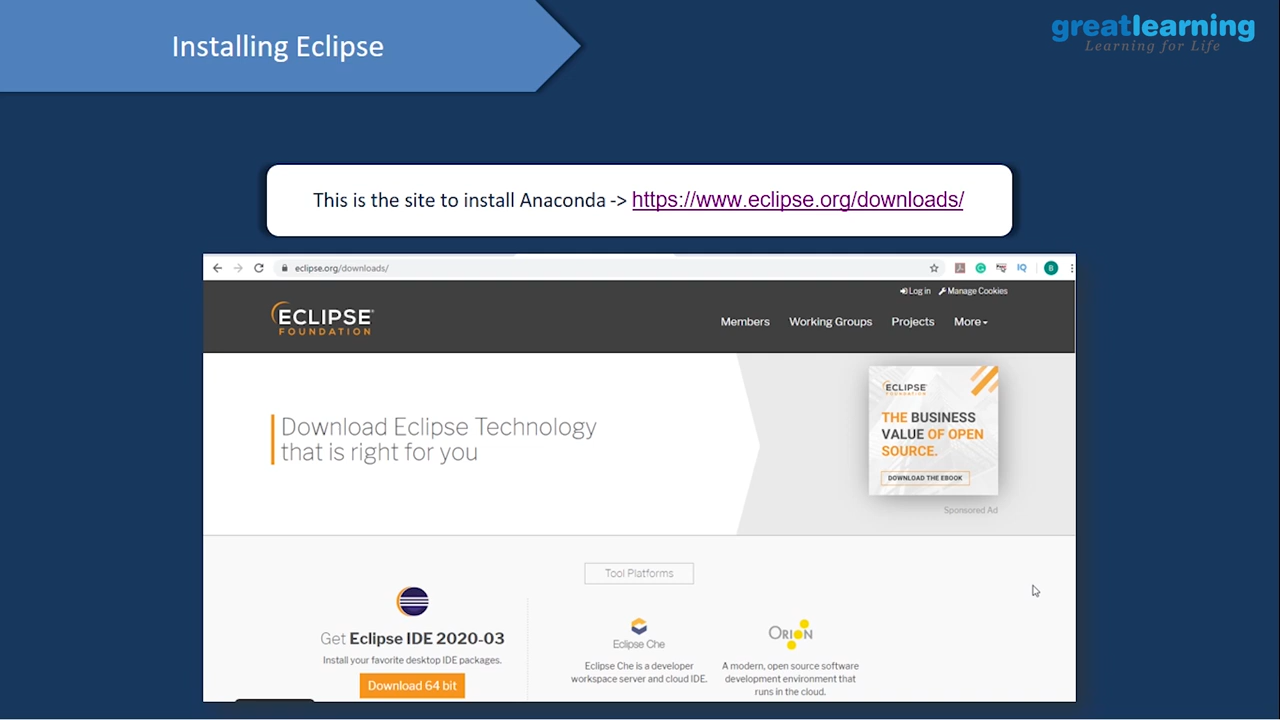 Installing Eclipse
greatlearning
Learning for Life
This is the site to install Anaconda -> https://www.eclipse.org/downloads/
eclipse.org/downloads/
IQ
B
Log in Manage Cookies
ECLIPSE
FOUNDATION
Members Working Groups Projects More
Download Eclipse Technology
that is right for you
ECLIPSE
FOUNDATION
THE BUSINESS
VALUE OF OPEN
SOURCE.
DOWNLOAD THE EBOOK
Sponsored Ad
Tool Platforms
Get Eclipse IDE 2020-03
Install your favorite desktop IDE packages.
Download 64 bit
Eclipse Che
Eclipse Che is a developer
workspace server and cloud IDE.
ORION
A modern, open source software
development environment that
runs in the cloud.